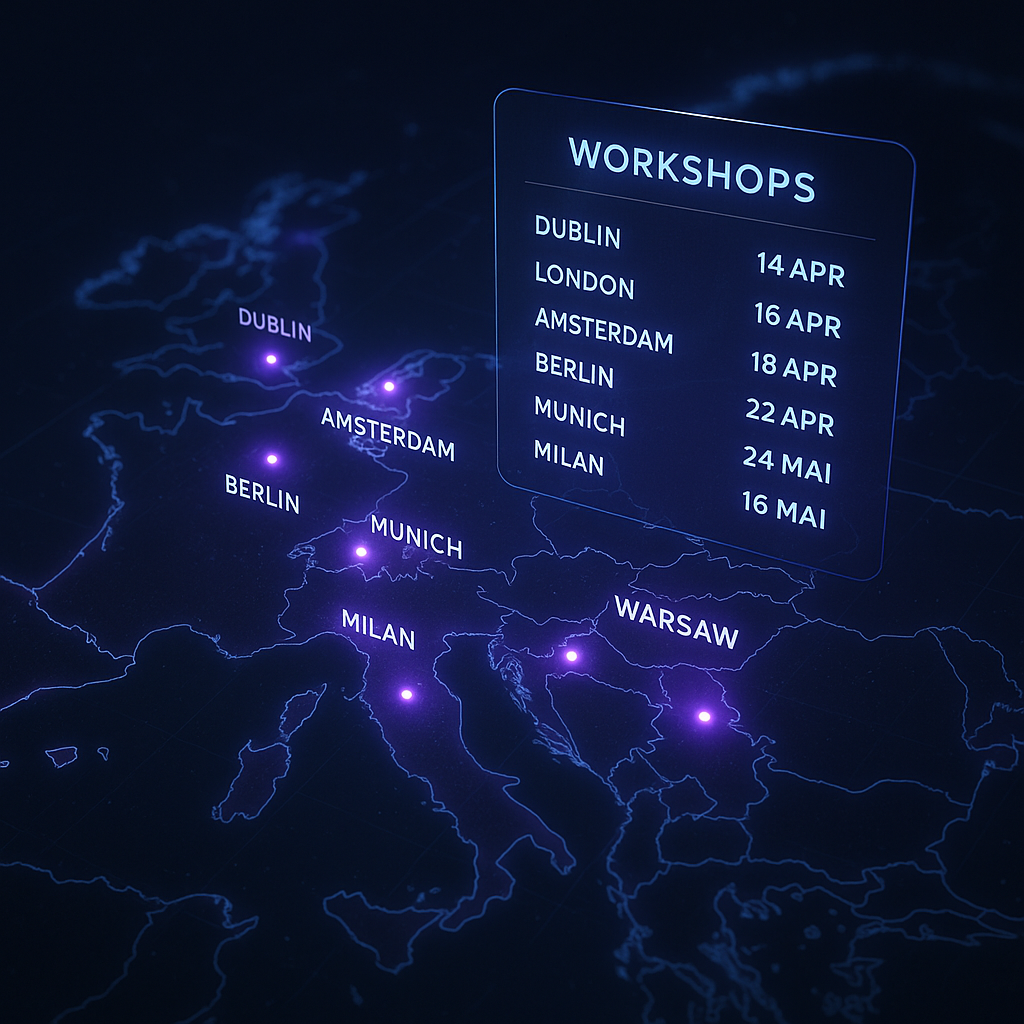 WORKSHOPS
DUBLIN 14 APR
LONDON 16 APR
AMSTERDAM 18 APR
BERLIN 22 APR
MUNICH 24 MAI
MILAN 16 MAI
DUBLIN
AMSTERDAM
BERLIN
MUNICH
MILAN
WARSAW